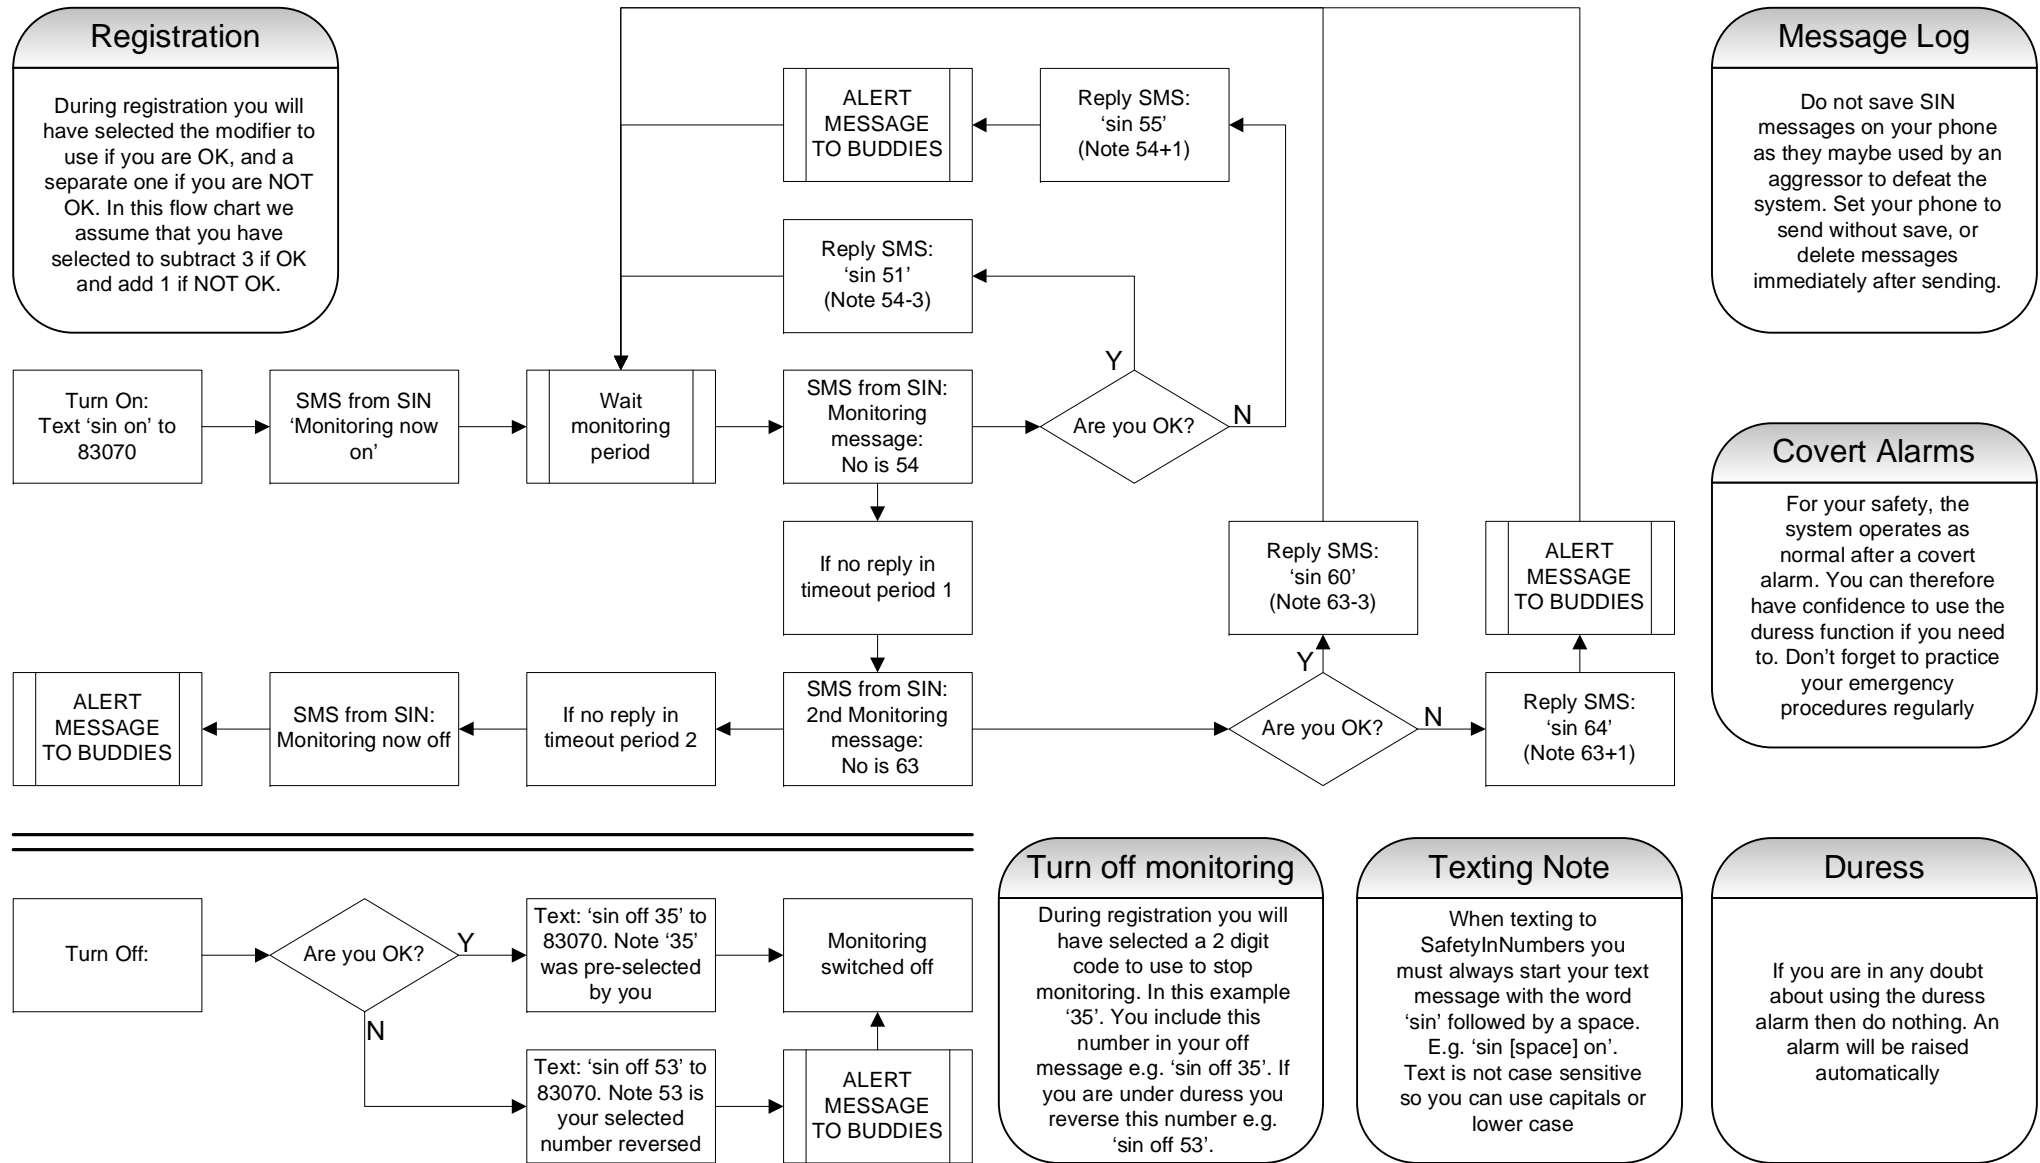 Registration
During registration you will
have selected the modifier to
use if you are OK, and a
separate one if you are NOT
OK. In this flow chart we
assume that you have
selected to subtract 3 if OK
and add 1 if NOT OK.
ALERT
MESSAGE
TO BUDDIES
Reply SMS:
‘sin 55’
(Note 54+1)
Reply SMS:
‘sin 51’
(Note 54-3)
Message Log
Do not save SIN
messages on your phone
as they maybe used by an
aggressor to defeat the
system. Set your phone to
send without save, or
delete messages
immediately after sending.
Turn On:
Text ‘sin on’ to
83070
SMS from SIN
‘Monitoring now
on’
Wait
monitoring
period
SMS from SIN:
Monitoring
message:
No is 54
Y
Are you OK?
N
If no reply in
timeout period 1
Reply SMS:
‘sin 60’
(Note 63-3)
ALERT
MESSAGE
TO BUDDIES
Covert Alarms
For your safety, the
system operates as
normal after a covert
alarm. You can therefore
have confidence to use the
duress function if you need
to. Don’t forget to practice
your emergency
procedures regularly
ALERT
MESSAGE
TO BUDDIES
SMS from SIN:
Monitoring now off
If no reply in
timeout period 2
SMS from SIN:
2nd Monitoring
message:
No is 63
Y
Are you OK?
N
Reply SMS:
‘sin 64’
(Note 63+1)
Turn Off:
Are you OK?
Y
N
Text: ‘sin off 35’ to
83070. Note ‘35’
was pre-selected
by you
Monitoring
switched off
Text: ‘sin off 53’ to
83070. Note 53 is
your selected
number reversed
ALERT
MESSAGE
TO BUDDIES
Turn off monitoring
During registration you will
have selected a 2 digit
code to use to stop
monitoring. In this example
‘35’. You include this
number in your off
message e.g. ‘sin off 35’. If
you are under duress you
reverse this number e.g.
‘sin off 53’.
Texting Note
When texting to
SafetyInNumbers you
must always start your text
message with the word
‘sin’ followed by a space.
E.g. ‘sin [space] on’.
Text is not case sensitive
so you can use capitals or
lower case
Duress
If you are in any doubt
about using the duress
alarm then do nothing. An
alarm will be raised
automatically